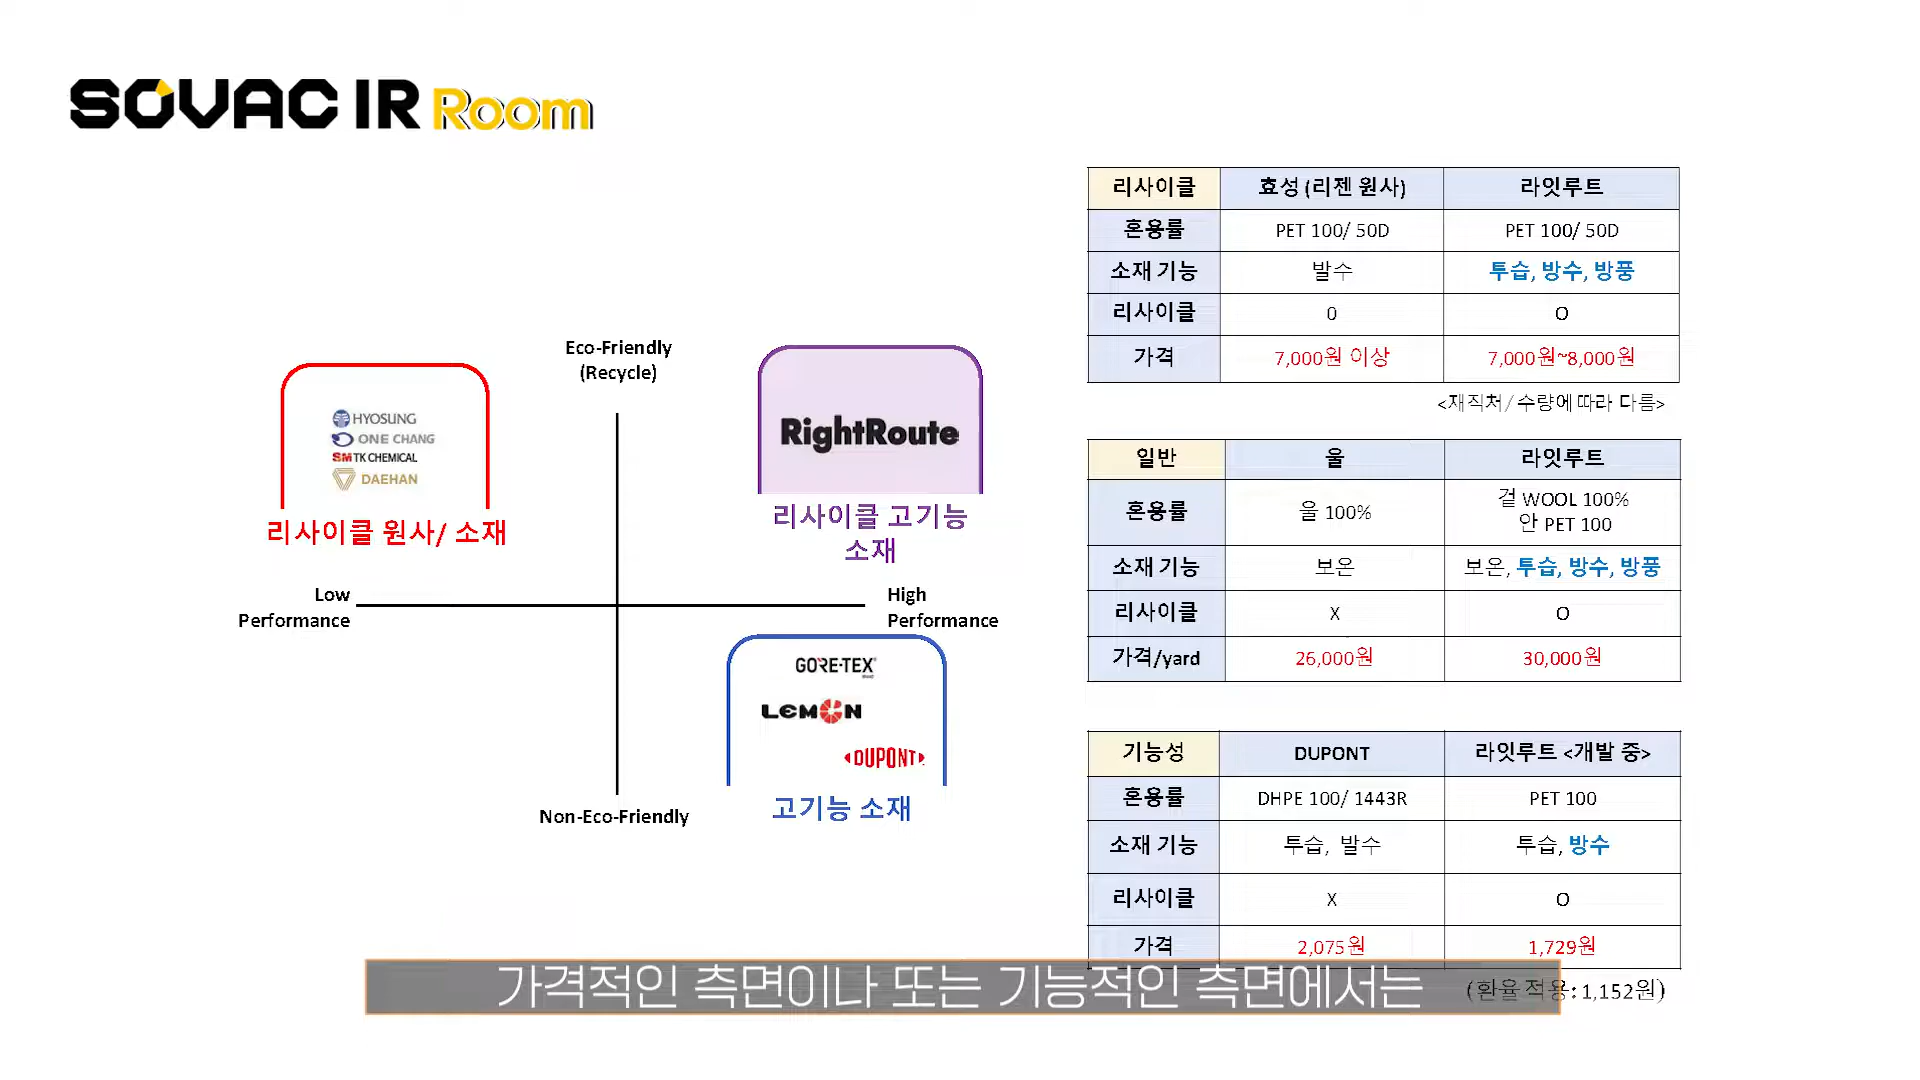 SOVAC IR Room
Eco-Friendly
(Recycle)
HYOSUNG
ONE CHANG
SM TK CHEMICAL
DAEHAN
리사이클 원사/ 소재
RightRoute
리사이클 고기능
소재
Low
Performance
High
Performance
GORE-TEX
LEMON
DUPONT
고기능 소재
Non-Eco-Friendly
리사이클 효성 (리젠 원사) 라잇루트
혼용률 PET 100/ 50D PET 100/ 50D
소재 기능 발수 투습, 방수, 방풍
리사이클 0 O
가격 7,000원 이상 7,000원~8,000원
<재직처 / 수량에 따라 다름>
일반 울 라잇루트
혼용률 울 100% 겉 WOOL 100%
안 PET 100
소재 기능 보온 보온, 투습, 방수, 방풍
리사이클 X O
가격/yard 26,000원 30,000원
기능성 DUPONT 라잇루트 <개발 중>
혼용률 DHPE 100/ 1443R PET 100
소재 기능 투습, 발수 투습, 방수
리사이클 X O
가격 2,075원 1,729원
(환율 적용: 1,152원)
가격적인 측면이나 또는 기능적인 측면에서는